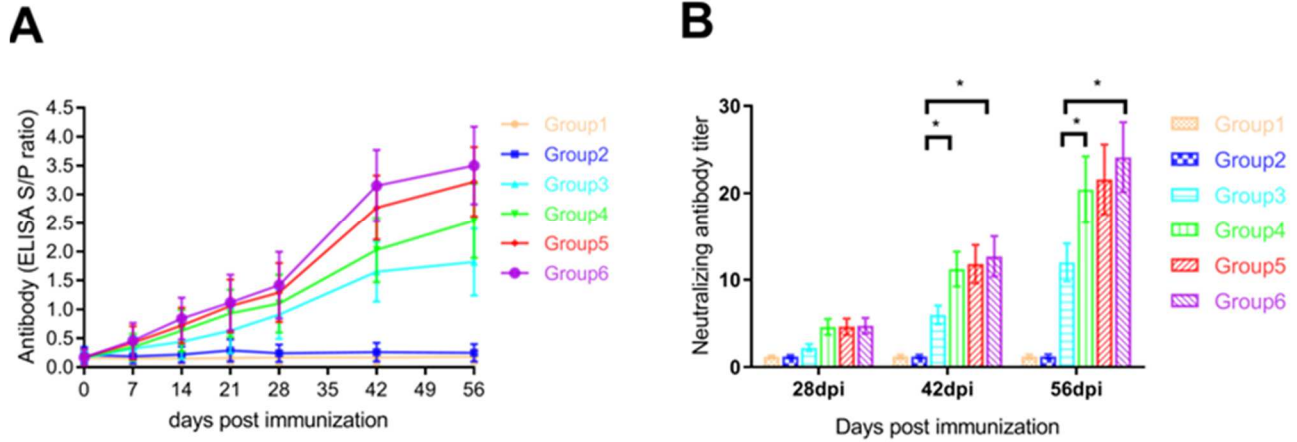 A
Antibody (ELISA S/P ratio)
4.5
4.0
3.5
3.0
2.5
2.0
1.5
1.0
0.5
0.0
0 7 14 21 28 35 42 49 56
days post immunization
Group1
Group2
Group3
Group4
Group5
Group6
B
Neutralizing antibody titer
30
20
10
0
* *
* *
28dpi 42dpi 56dpi
Days post immunization
Group1
Group2
Group3
Group4
Group5
Group6